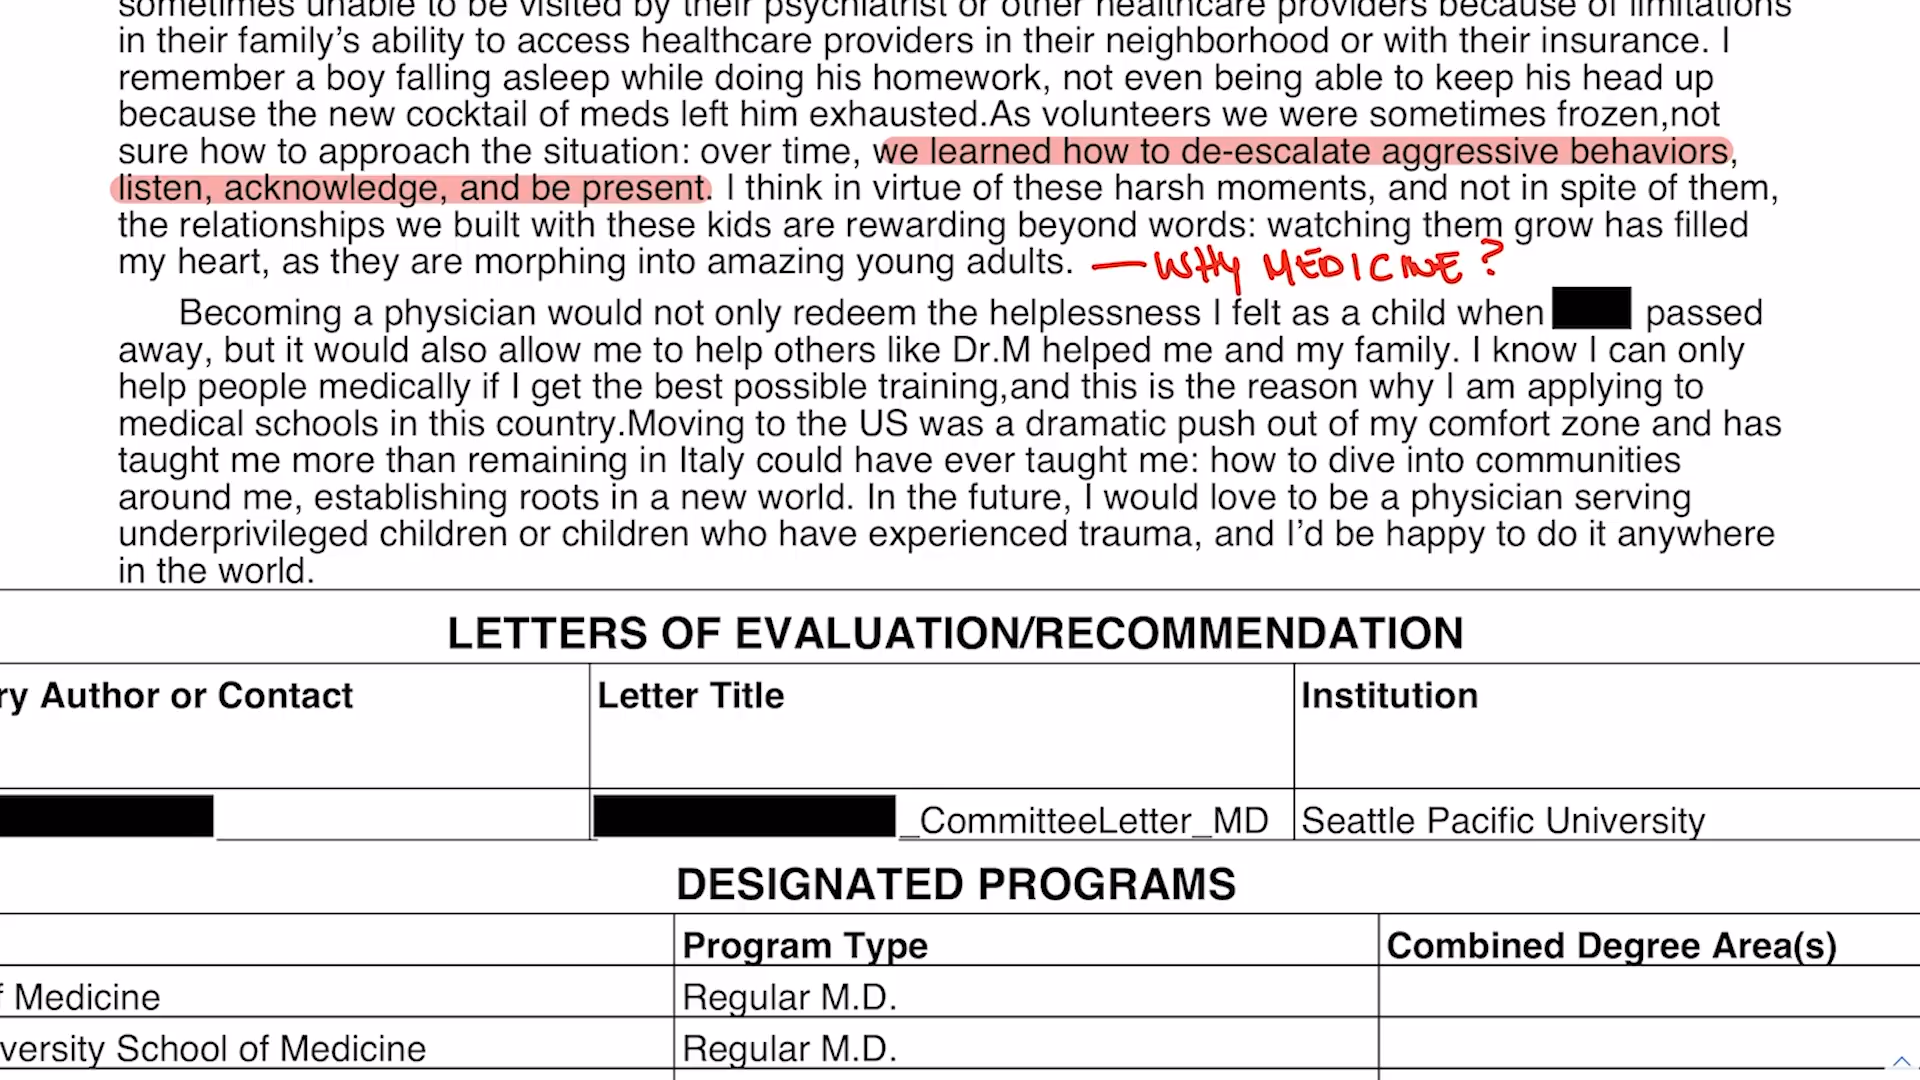 sometimes unable to be visited by their psychiatrist or other healthcare providers because of limitations
in their family’s ability to access healthcare providers in their neighborhood or with their insurance. I
remember a boy falling asleep while doing his homework, not even being able to keep his head up
because the new cocktail of meds left him exhausted.As volunteers we were sometimes frozen,not
sure how to approach the situation: over time, we learned how to de-escalate aggressive behaviors,
listen, acknowledge, and be present. I think in virtue of these harsh moments, and not in spite of them,
the relationships we built with these kids are rewarding beyond words: watching them grow has filled
my heart, as they are morphing into amazing young adults. — WHY MEDICINE?
Becoming a physician would not only redeem the helplessness I felt as a child when passed
away, but it would also allow me to help others like Dr.M helped me and my family. I know I can only
help people medically if I get the best possible training,and this is the reason why I am applying to
medical schools in this country.Moving to the US was a dramatic push out of my comfort zone and has
taught me more than remaining in Italy could have ever taught me: how to dive into communities
around me, establishing roots in a new world. In the future, I would love to be a physician serving
underprivileged children or children who have experienced trauma, and I’d be happy to do it anywhere
in the world.
LETTERS OF EVALUATION/RECOMMENDATION
ry Author or Contact Letter Title Institution
_CommitteeLetter_MD Seattle Pacific University
DESIGNATED PROGRAMS
Program Type Combined Degree Area(s)
f Medicine Regular M.D.
versity School of Medicine Regular M.D.